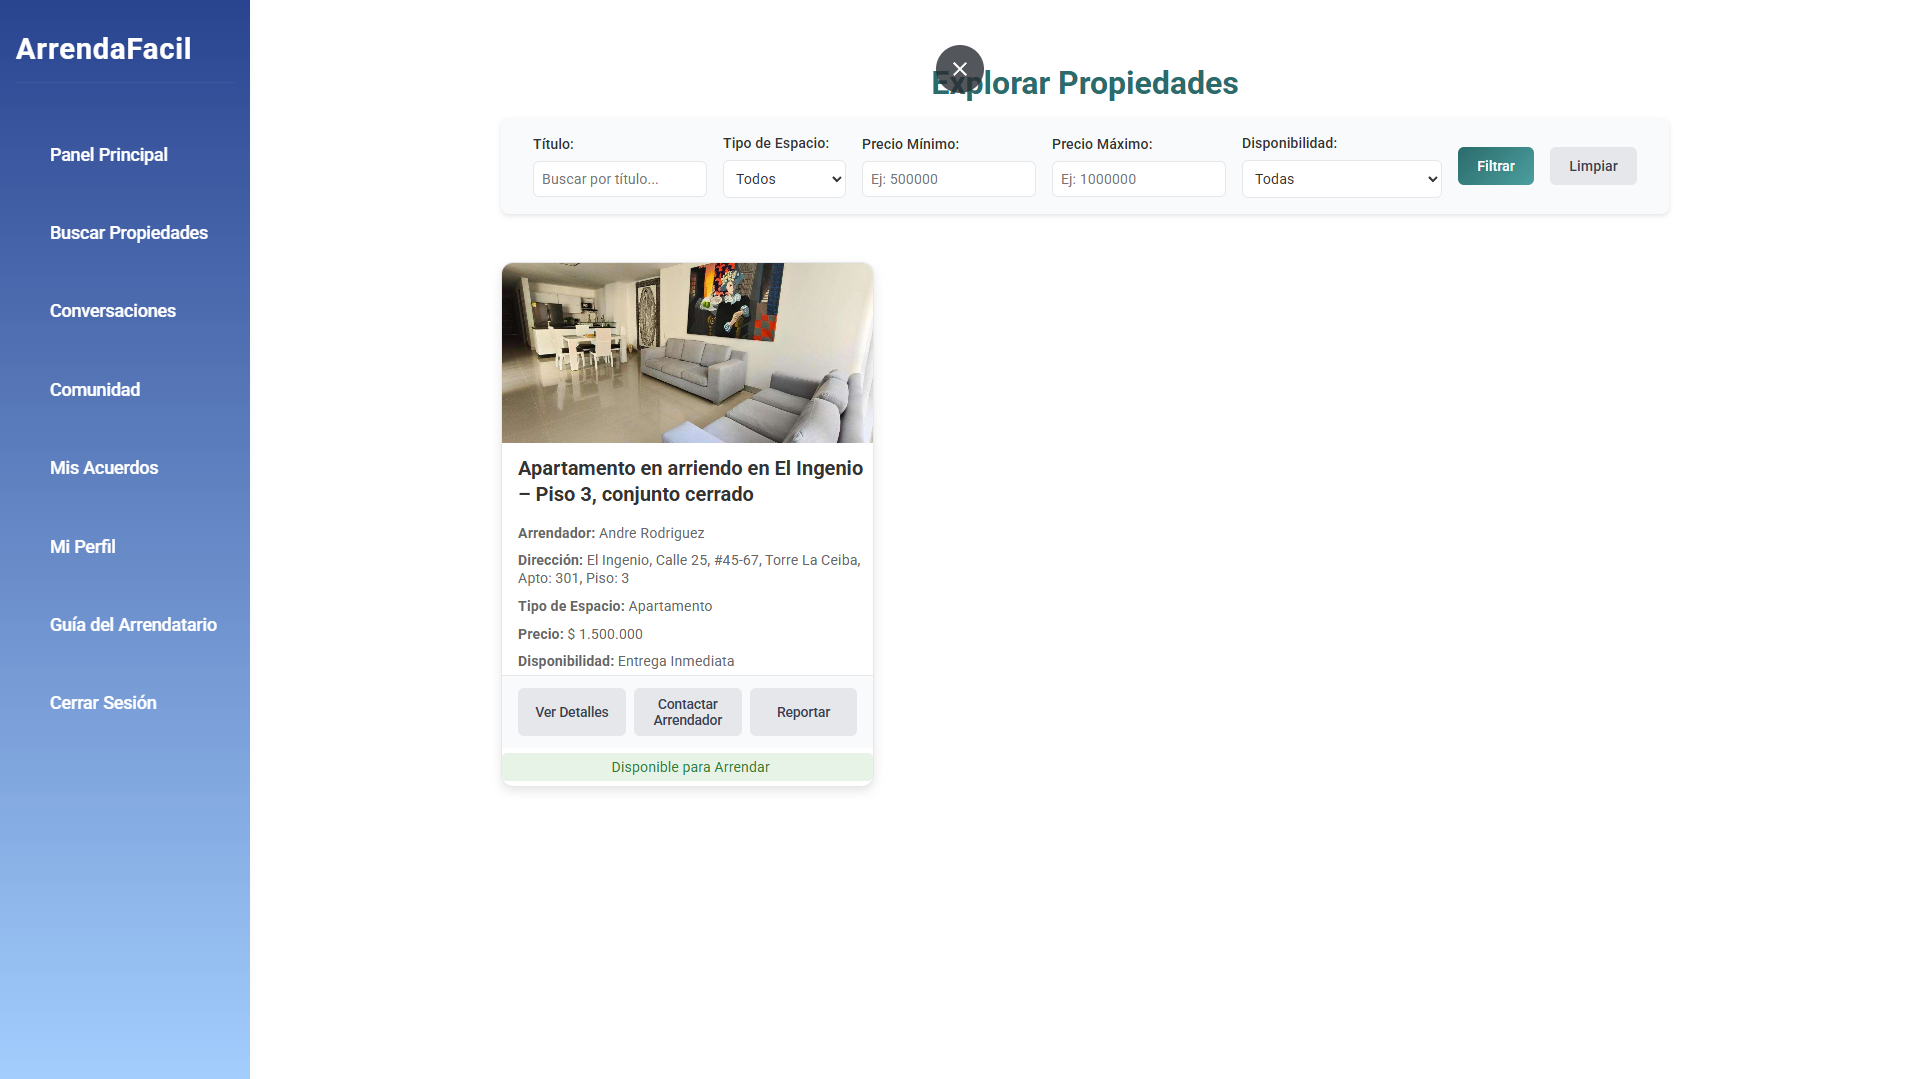 ArrendaFacil
Panel Principal
Buscar Propiedades
Conversaciones
Comunidad
Mis Acuerdos
Mi Perfil
Guía del Arrendatario
Cerrar Sesión
Explorar Propiedades
Título:
Buscar por título...
Tipo de Espacio:
Todos
Precio Mínimo:
Ej: 500000
Precio Máximo:
Ej: 1000000
Disponibilidad:
Todas
Filtrar
Limpiar
Apartamento en arriendo en El Ingenio
– Piso 3, conjunto cerrado
Arrendador: Andre Rodriguez
Dirección: El Ingenio, Calle 25, #45-67, Torre La Ceiba,
Apto: 301, Piso: 3
Tipo de Espacio: Apartamento
Precio: $ 1.500.000
Disponibilidad: Entrega Inmediata
Ver Detalles
Contactar
Arrendador
Reportar
Disponible para Arrendar